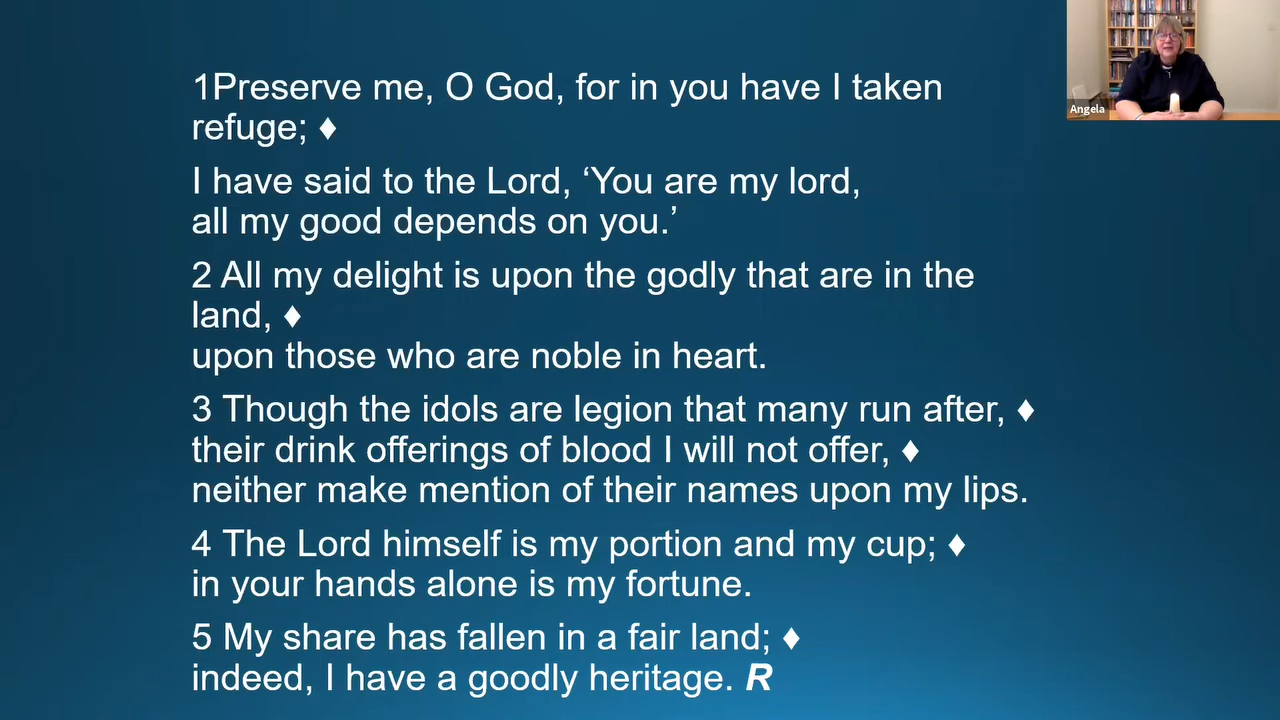 1Preserve me, O God, for in you have I taken
refuge; ♦
I have said to the Lord, ‘You are my lord,
all my good depends on you.’
2 All my delight is upon the godly that are in the
land, ♦
upon those who are noble in heart.
3 Though the idols are legion that many run after, ♦
their drink offerings of blood I will not offer, ♦
neither make mention of their names upon my lips.
4 The Lord himself is my portion and my cup; ♦
in your hands alone is my fortune.
5 My share has fallen in a fair land; ♦
indeed, I have a goodly heritage. R
Angela